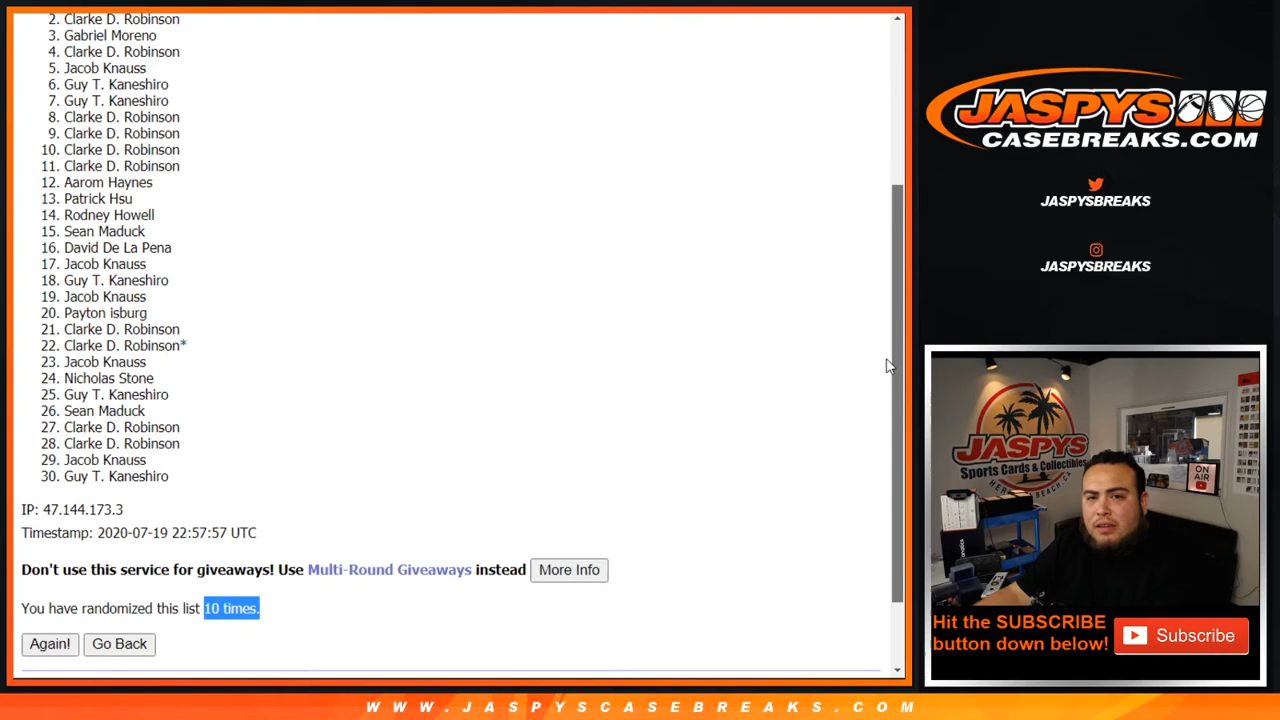 2. Clarke D. Robinson
3. Gabriel Moreno
4. Clarke D. Robinson
5. Jacob Knauss
6. Guy T. Kaneshiro
7. Guy T. Kaneshiro
8. Clarke D. Robinson
9. Clarke D. Robinson
10. Clarke D. Robinson
11. Clarke D. Robinson
12. Aarom Haynes
13. Patrick Hsu
14. Rodney Howell
15. Sean Maduck
16. David De La Pena
17. Jacob Knauss
18. Guy T. Kaneshiro
19. Jacob Knauss
20. Payton isburg
21. Clarke D. Robinson
22. Clarke D. Robinson*
23. Jacob Knauss
24. Nicholas Stone
25. Guy T. Kaneshiro
26. Sean Maduck
27. Clarke D. Robinson
28. Clarke D. Robinson
29. Jacob Knauss
30. Guy T. Kaneshiro
IP: 47.144.173.3
Timestamp: 2020-07-19 22:57:57 UTC
Don't use this service for giveaways! Use Multi-Round Giveaways instead More Info
You have randomized this list 10 times.
Again! Go Back
JASPYS
CASEBREAKS.COM
JASPYSBREAKS
JASPYSBREAKS
JASPYS
Sports Cards & Collectibles
ON
AIR
Hit the SUBSCRIBE
button down below!
Subscribe
WWW.JASPYSCASEBREAKS.COM